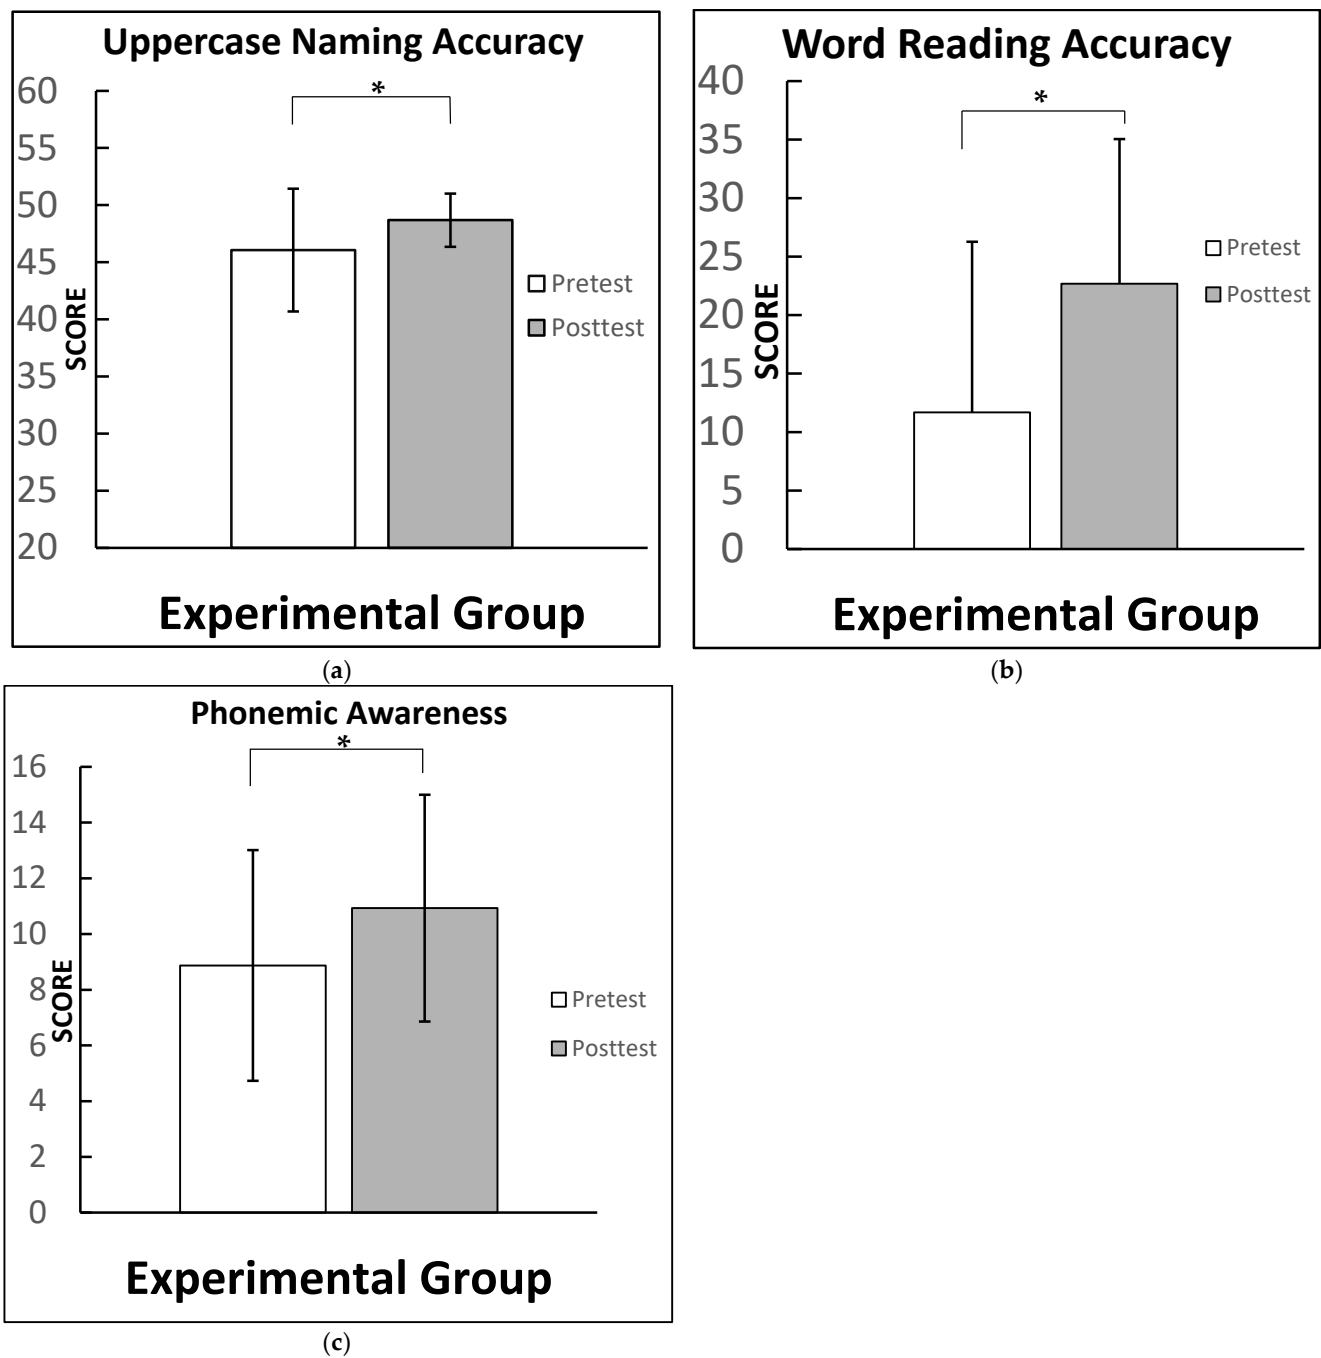 Uppercase Naming Accuracy
*
60
55
50
45
40
35
30
25
20
SCORE
Pretest
Posttest
Experimental Group
(a)
Word Reading Accuracy
*
40
35
30
25
20
15
10
5
0
SCORE
Pretest
Posttest
Experimental Group
(b)
Phonemic Awareness
*
16
14
12
10
8
6
4
2
0
SCORE
Pretest
Posttest
Experimental Group
(c)